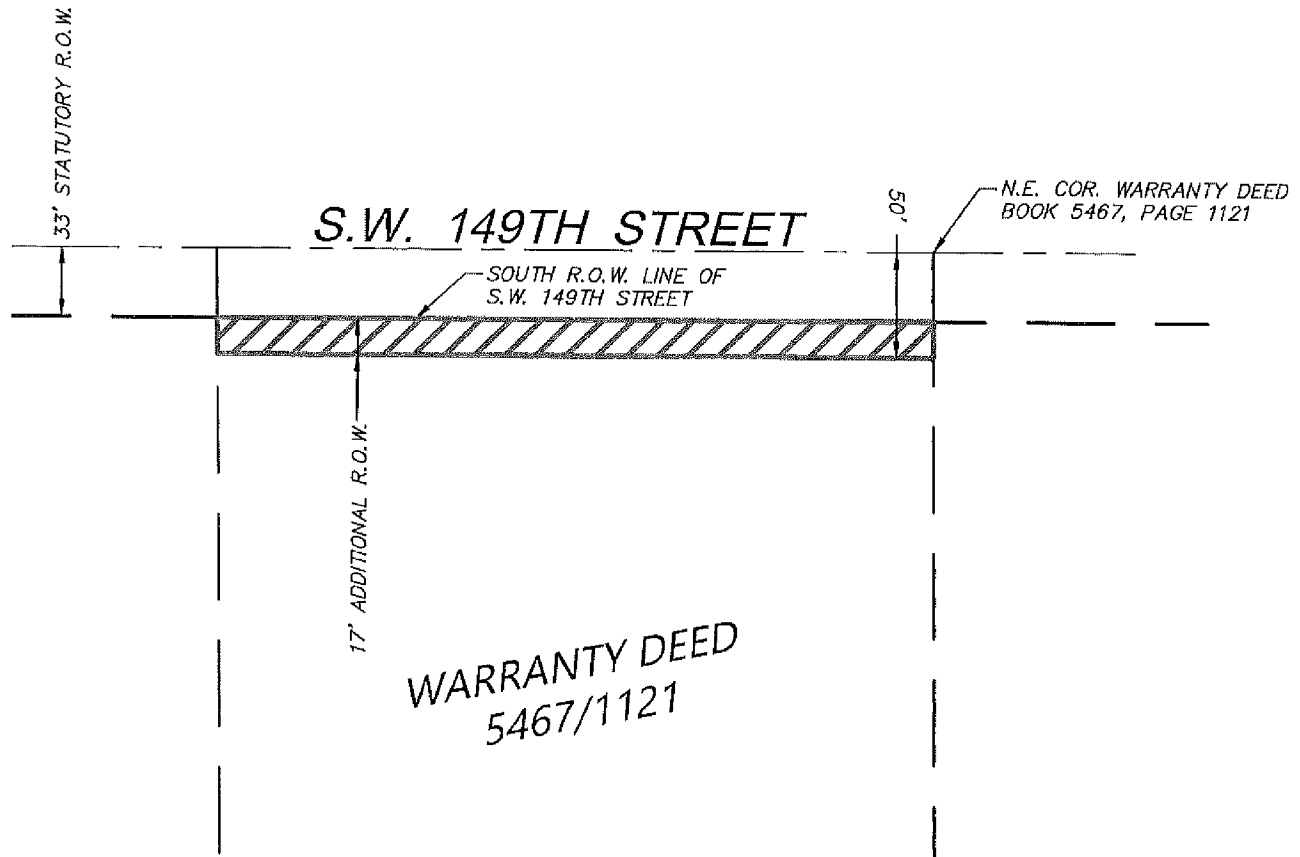 33' STATUTORY R.O.W.
S.W. 149TH STREET
50'
N.E. COR. WARRANTY DEED
BOOK 5467, PAGE 1121
SOUTH R.O.W. LINE OF
S.W. 149TH STREET
17' ADDITIONAL R.O.W.
WARRANTY DEED
5467/1121